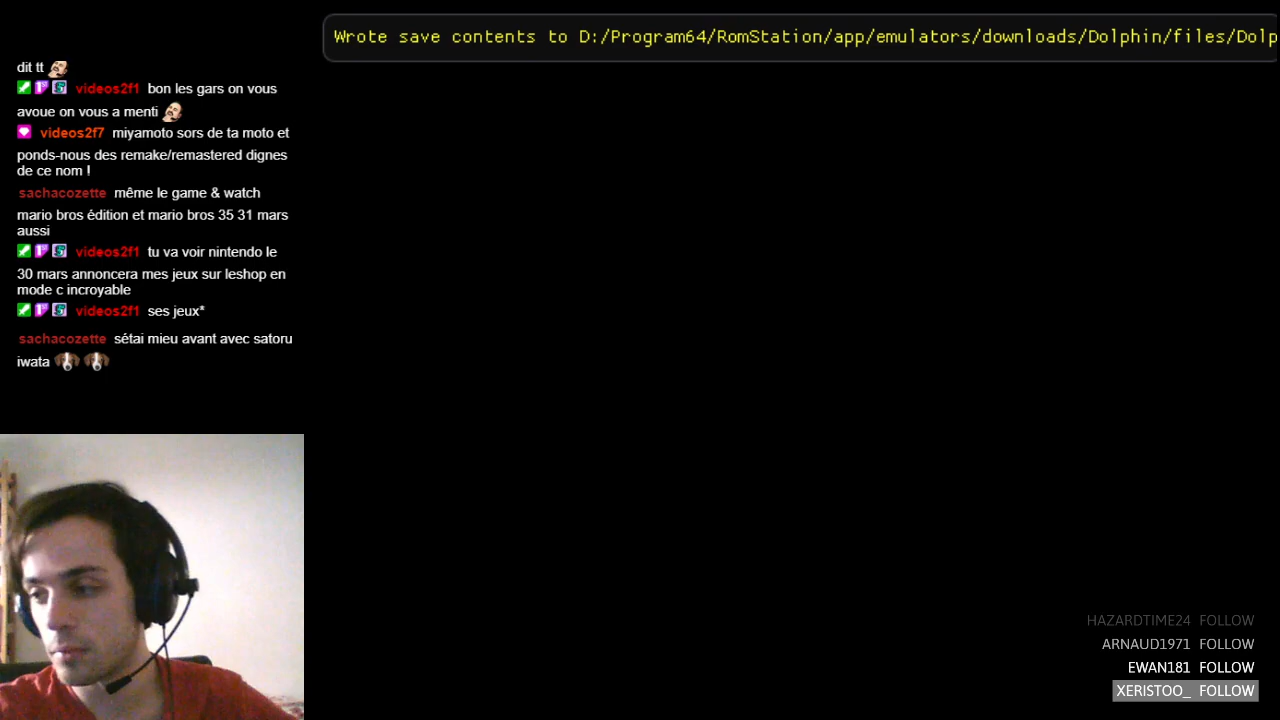 Wrote save contents to D:/Program64/RomStation/app/emulators/downloads/Dolphin/files/Dolp
dit tt
videos2f1 bon les gars on vous
avoue on vous a menti
videos2f7 miyamoto sors de ta moto et
ponds-nous des remake/remastered dignes
de ce nom !
sachacozette même le game & watch
mario bros édition et mario bros 35 31 mars
aussi
videos2f1 tu va voir nintendo le
30 mars annoncera mes jeux sur leshop en
mode c incroyable
videos2f1 ses jeux*
sachacozette sétai mieu avant avec satoru
iwata
HAZARDTIME24 FOLLOW
ARNAUD1971 FOLLOW
EWAN181 FOLLOW
XERISTOO_ FOLLOW